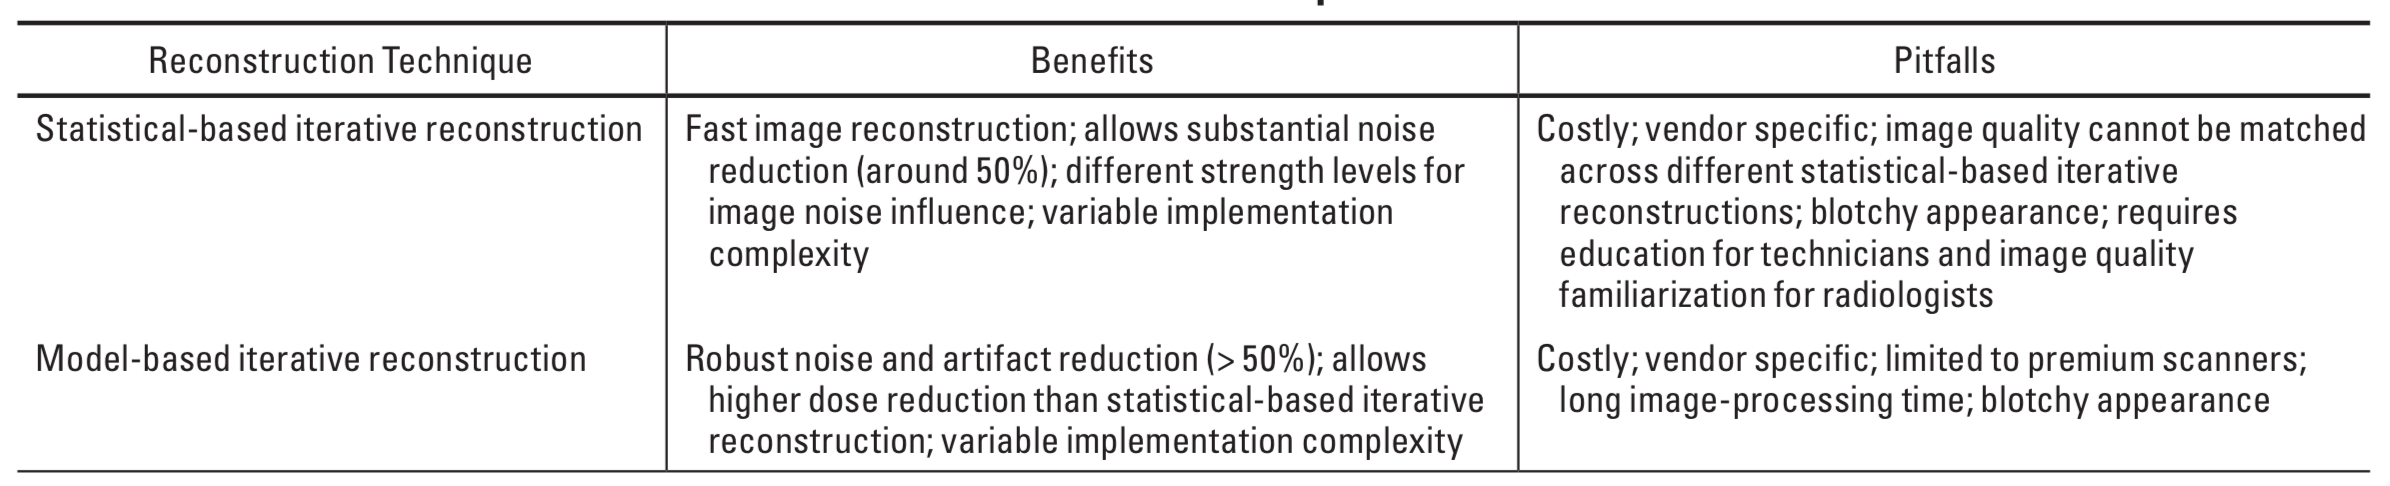 Reconstruction Technique Benefits Pitfalls
Statistical-based iterative reconstruction
Fast image reconstruction; allows substantial noise
reduction (around 50%); different strength levels for
image noise influence; variable implementation
complexity
Costly; vendor specific; image quality cannot be matched
across different statistical-based iterative
reconstructions; blotchy appearance; requires
education for technicians and image quality
familiarization for radiologists
Model-based iterative reconstruction
Robust noise and artifact reduction (> 50%); allows
higher dose reduction than statistical-based iterative
reconstruction; variable implementation complexity
Costly; vendor specific; limited to premium scanners;
long image-processing time; blotchy appearance